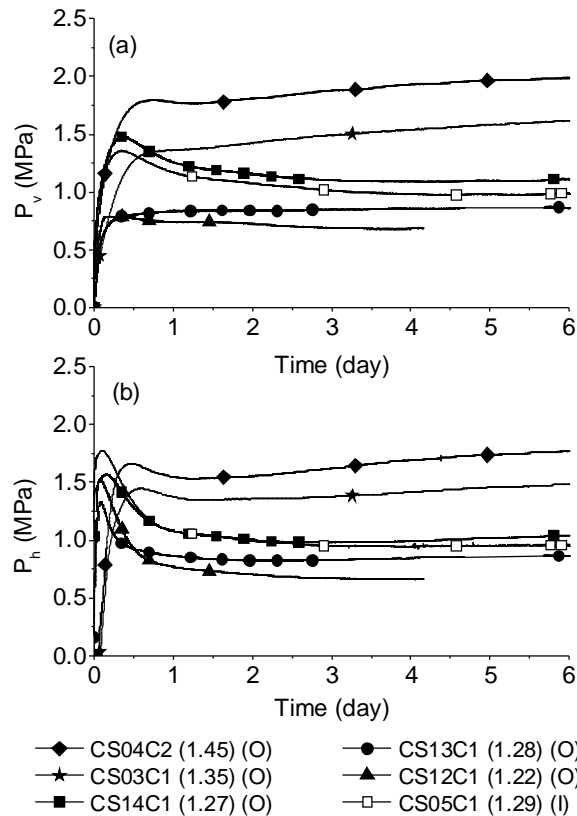 2.5
(a)
2.0
1.5
1.0
0.5
0.0
P_v (MPa)
0 1 2 3 4 5 6
Time (day)
2.5
(b)
2.0
1.5
1.0
0.5
0.0
P_h (MPa)
0 1 2 3 4 5 6
Time (day)
CS04C2 (1.45) (O) CS13C1 (1.28) (O)
CS03C1 (1.35) (O) CS12C1 (1.22) (O)
CS14C1 (1.27) (O) CS05C1 (1.29) (I)